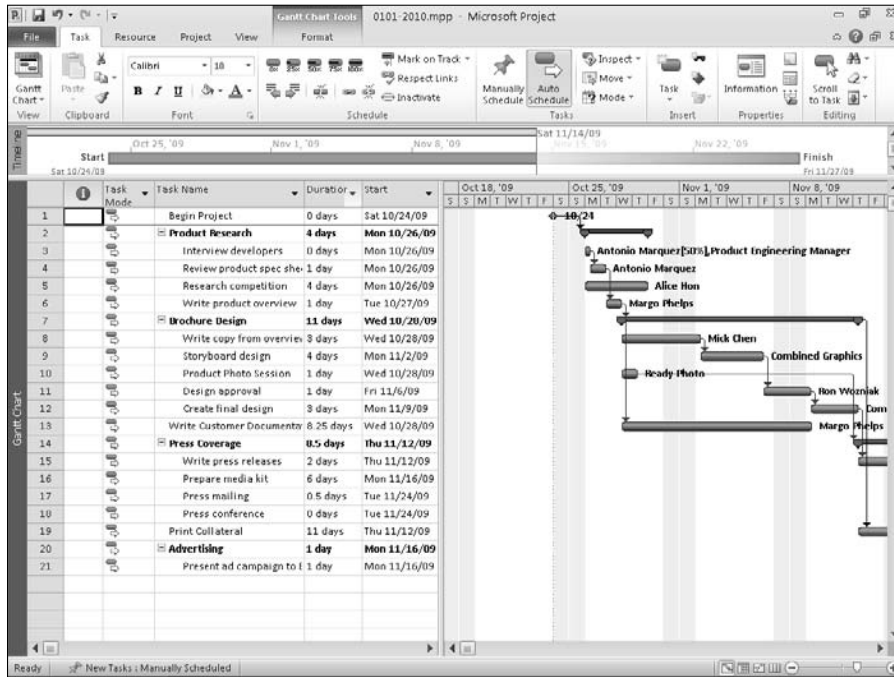 Gantt Chart Tools 0101-2010.mpp - Microsoft Project
File Task Resource Project View Format
Gantt Chart Paste Calibri 10 B I U A 0% 25% 50% 75% 100% Mark on Track Respect Links Inactivate Manually Schedule Auto Schedule Inspect Move Mode Task Information Scroll to Task
View Clipboard Font Schedule Tasks Insert Properties Editing
Timeline
Sat 11/14/09
Oct 25, '09 Nov 1, '09 Nov 8, '09 Nov 15, '09 Nov 22, '09
Start Finish
Sat 10/24/09 Fri 11/27/09
Task Mode Task Name Duration Start
Oct 18, '09 Oct 25, '09 Nov 1, '09 Nov 8, '09
S S M T W T F S S M T W T F S S M T W T F S S M T W T F
1 Begin Project 0 days Sat 10/24/09 10/24
2 Product Research 4 days Mon 10/26/09
3 Interview developers 0 days Mon 10/26/09 Antonio Marquez[50%],Product Engineering Manager
4 Review product spec she 1 day Mon 10/26/09 Antonio Marquez
5 Research competition 4 days Mon 10/26/09 Alice Hon
6 Write product overview 1 day Tue 10/27/09 Margo Phelps
7 Brochure Design 11 days Wed 10/28/09
8 Write copy from overview 3 days Wed 10/28/09 Mick Chen
9 Storyboard design 4 days Mon 11/2/09 Combined Graphics
10 Product Photo Session 1 day Wed 10/28/09 Ready Photo
11 Design approval 1 day Fri 11/6/09 Ron Wozniak
12 Create final design 3 days Mon 11/9/09 Com
13 Write Customer Documentat 8.25 days Wed 10/28/09 Margo Phelps
14 Press Coverage 8.5 days Thu 11/12/09
15 Write press releases 2 days Thu 11/12/09
16 Prepare media kit 6 days Mon 11/16/09
17 Press mailing 0.5 days Tue 11/24/09
18 Press conference 0 days Tue 11/24/09
19 Print Collateral 11 days Thu 11/12/09
20 Advertising 1 day Mon 11/16/09
21 Present ad campaign to 1 day Mon 11/16/09
Gantt Chart
Ready New Tasks : Manually Scheduled